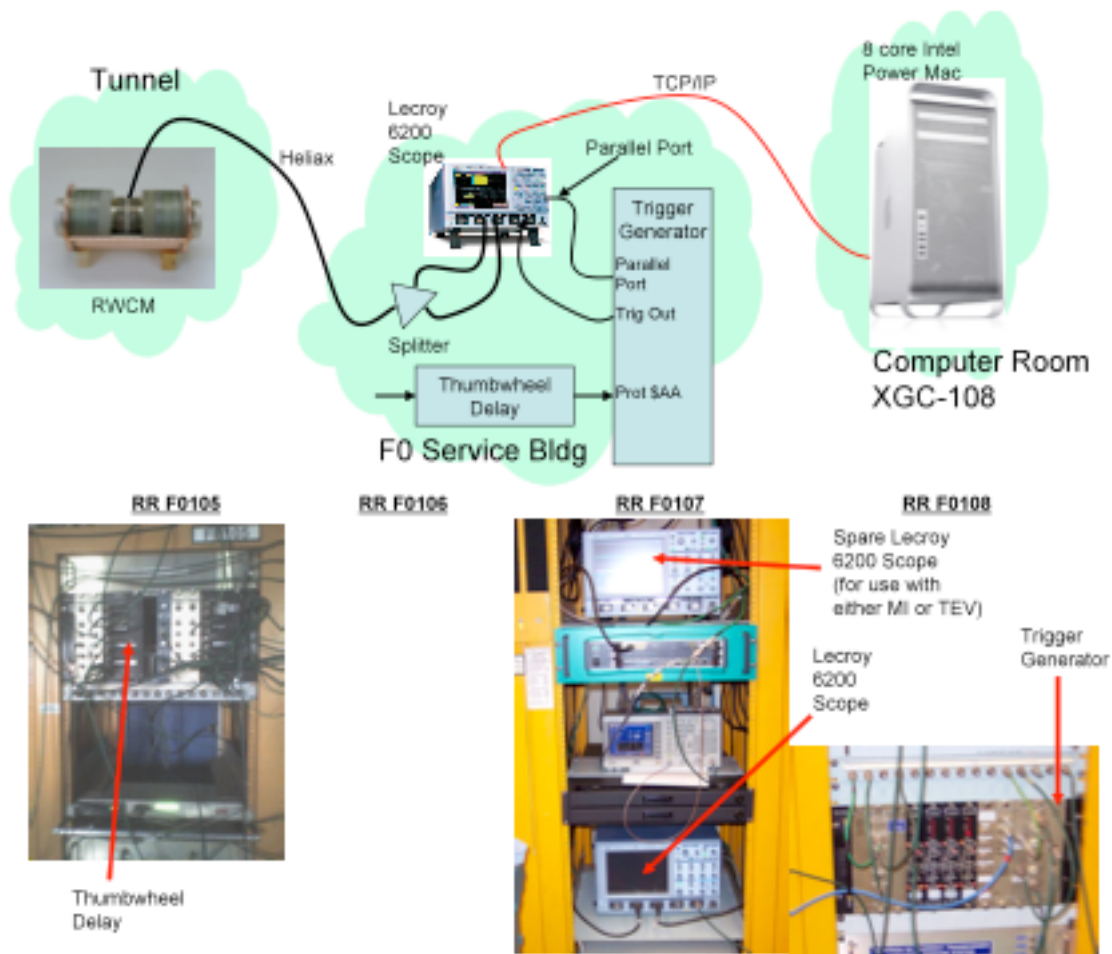 Tunnel
RWCM
Heliax
Lecroy
6200
Scope
TCP/IP
Parallel Port
8 core Intel
Power Mac
Trigger
Generator
Parallel
Port
Trig Out
Prot $AA
Splitter
Thumbwheel
Delay
F0 Service Bldg
Computer Room
XGC-108
RR F0105
RR F0106
RR F0107
RR F0108
Spare Lecroy
6200 Scope
(for use with
either MI or TEV)
Lecroy
6200
Scope
Trigger
Generator
Thumbwheel
Delay